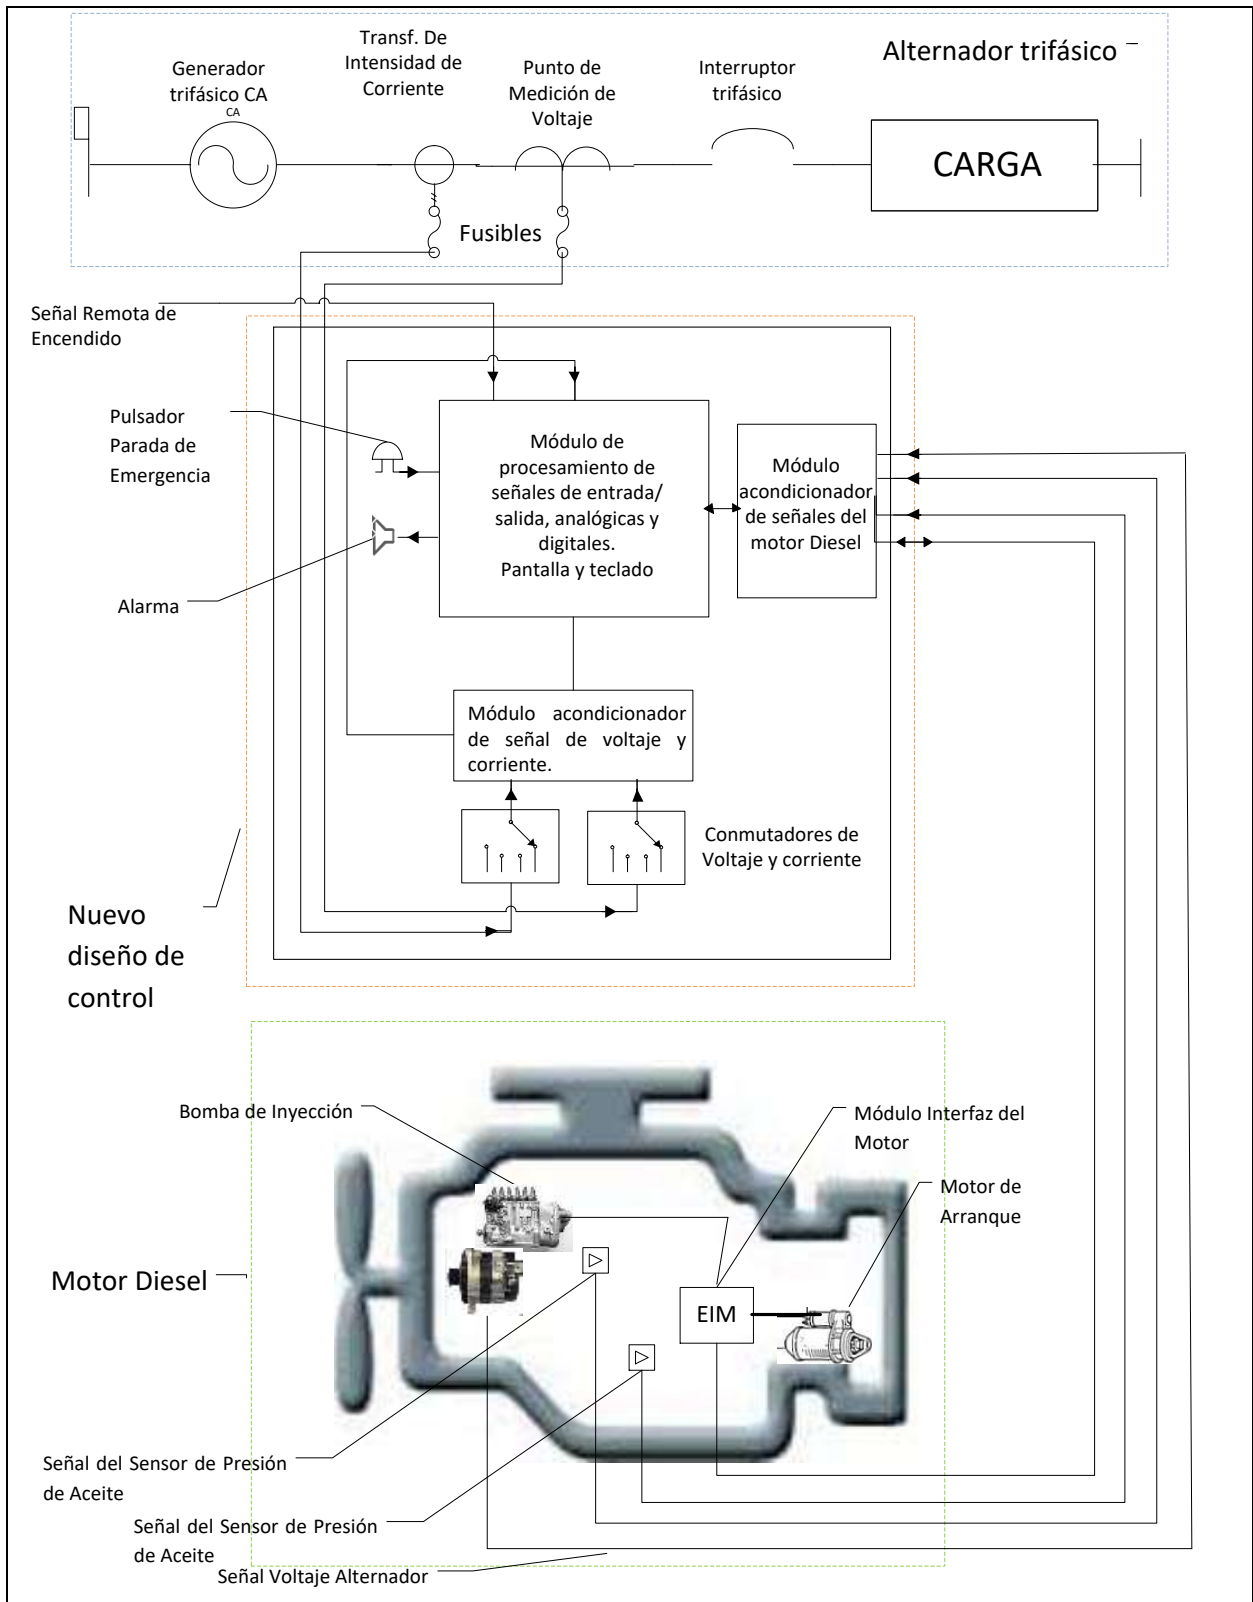 Transf. De
Intensidad de
Corriente
Alternador trifásico
Generador
trifásico CA
CA
Punto de
Medición de
Voltaje
Interruptor
trifásico
CARGA
Fusibles
Señal Remota de
Encendido
Pulsador
Parada de
Emergencia
Módulo de
procesamiento de
señales de entrada/
salida, analógicas y
digitales.
Pantalla y teclado
Módulo
acondicionador
de señales del
motor Diesel
Alarma
Módulo acondicionador
de señal de voltaje y
corriente.
Conmutadores de
Voltaje y corriente
Nuevo
diseño de
control
Bomba de Inyección
Módulo Interfaz del
Motor
Motor de
Arranque
Motor Diesel
EIM
Señal del Sensor de Presión
de Aceite
Señal del Sensor de Presión
de Aceite
Señal Voltaje Alternador